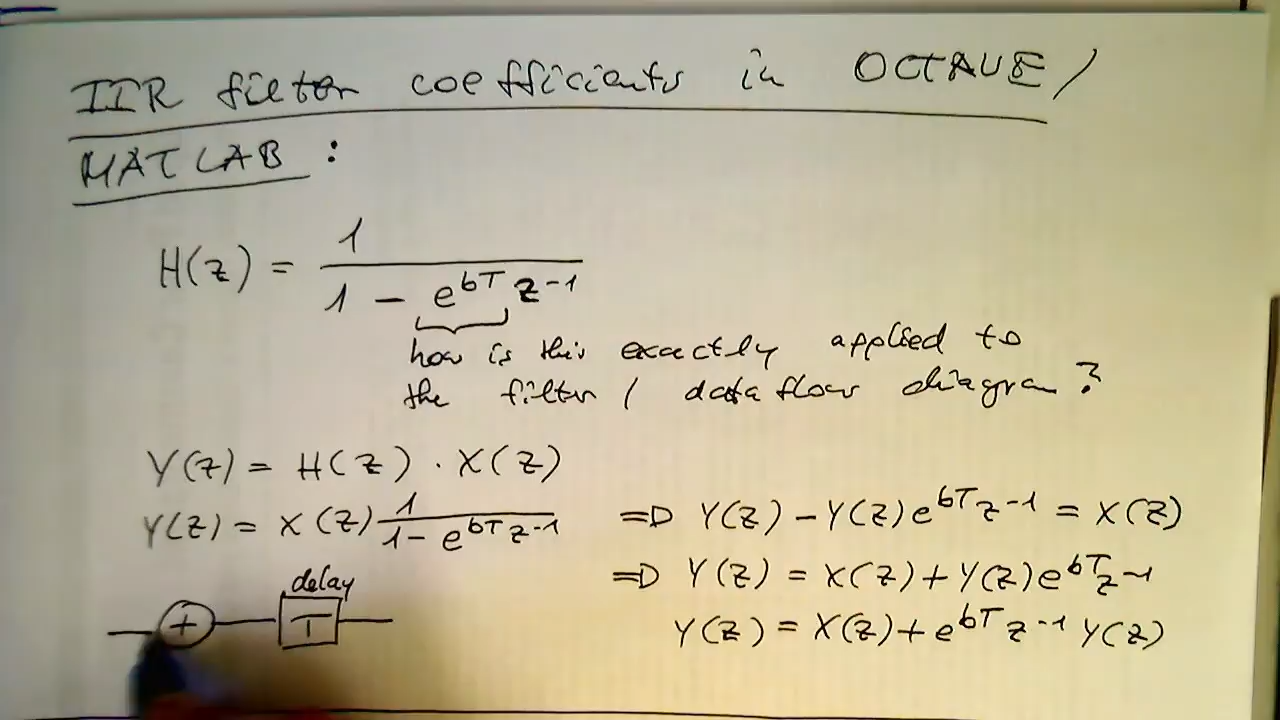 IIR filter coefficients in OCTAVE /
MATLAB :
H(z) = 1 / (1 - e^{bT} z^{-1})
how is this exactly applied to
the filter / data flow diagram ?
Y(z) = H(z) · X(z)
Y(z) = X(z) 1 / (1 - e^{bT} z^{-1}) => Y(z) - Y(z) e^{bT} z^{-1} = X(z)
=> Y(z) = X(z) + Y(z) e^{bT} z^{-1}
Y(z) = X(z) + e^{bT} z^{-1} Y(z)
delay
+ T